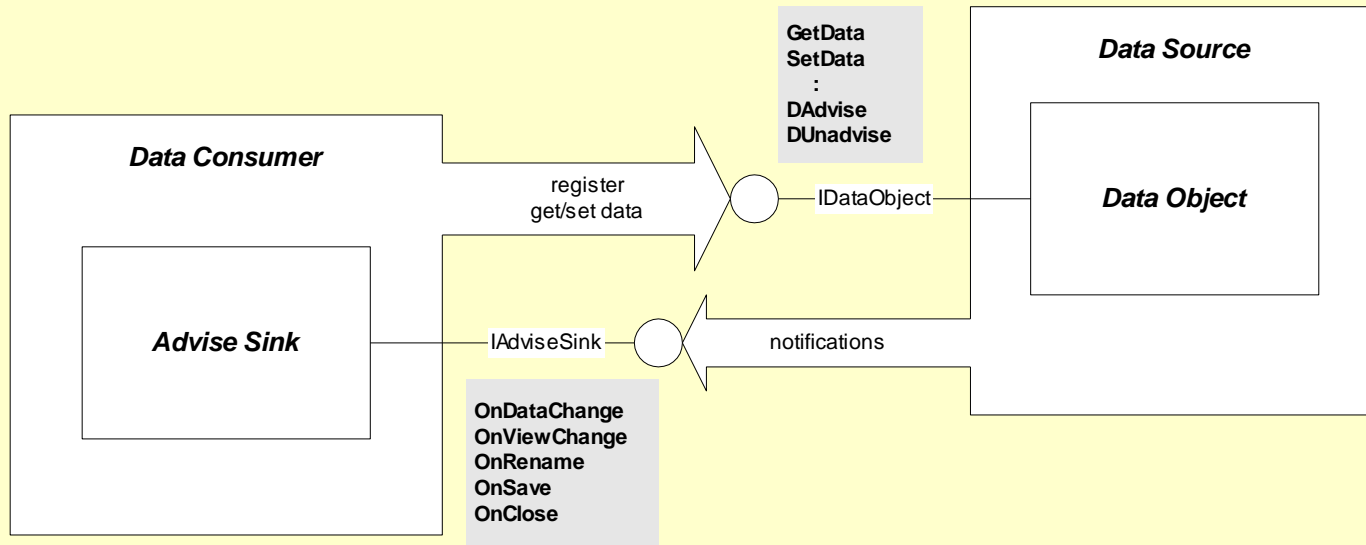 GetData
SetData
:
DAdvise
DUnadvise
Data Source
Data Consumer
register
get/set data
IDataObject
Data Object
Advise Sink
IAdviseSink
notifications
OnDataChange
OnViewChange
OnRename
OnSave
OnClose